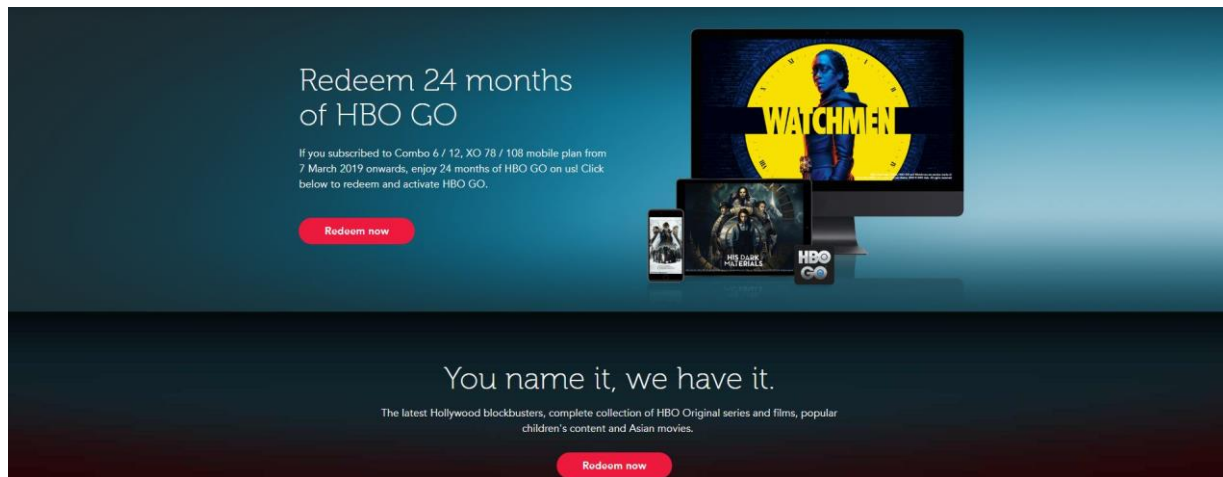 Redeem 24 months
of HBO GO
If you subscribed to Combo 6 / 12, XO 78 / 108 mobile plan from
7 March 2019 onwards, enjoy 24 months of HBO GO on us! Click
below to redeem and activate HBO GO.
Redeem now
WATCHMEN
HIS DARK
MATERIALS
HBO
GO
You name it, we have it.
The latest Hollywood blockbusters, complete collection of HBO Original series and films, popular
children's content and Asian movies.
Redeem now